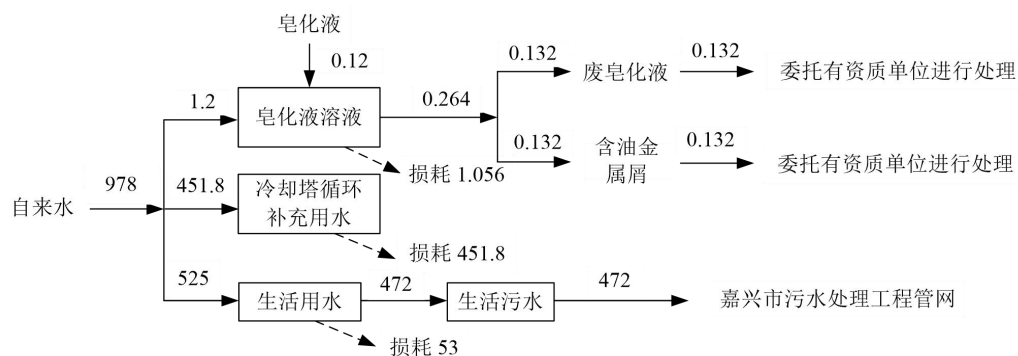 皂化液
0.12
1.2
皂化液溶液
0.264
0.132
废皂化液
0.132
委托有资质单位进行处理
0.132
含油金
属屑
0.132
委托有资质单位进行处理
损耗 1.056
自来水
978
451.8
冷却塔循环
补充用水
损耗 451.8
525
生活用水
472
生活污水
472
嘉兴市污水处理工程管网
损耗 53